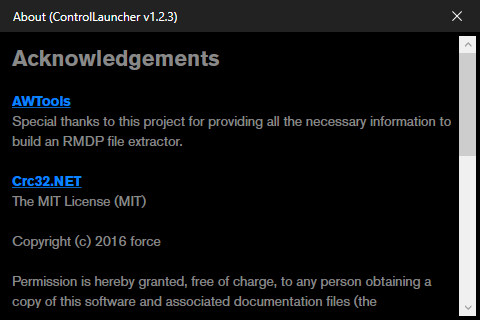 About (ControlLauncher v1.2.3)
Acknowledgements
AWTools
Special thanks to this project for providing all the necessary information to
build an RMDP file extractor.
Crc32.NET
The MIT License (MIT)
Copyright (c) 2016 force
Permission is hereby granted, free of charge, to any person obtaining a
copy of this software and associated documentation files (the